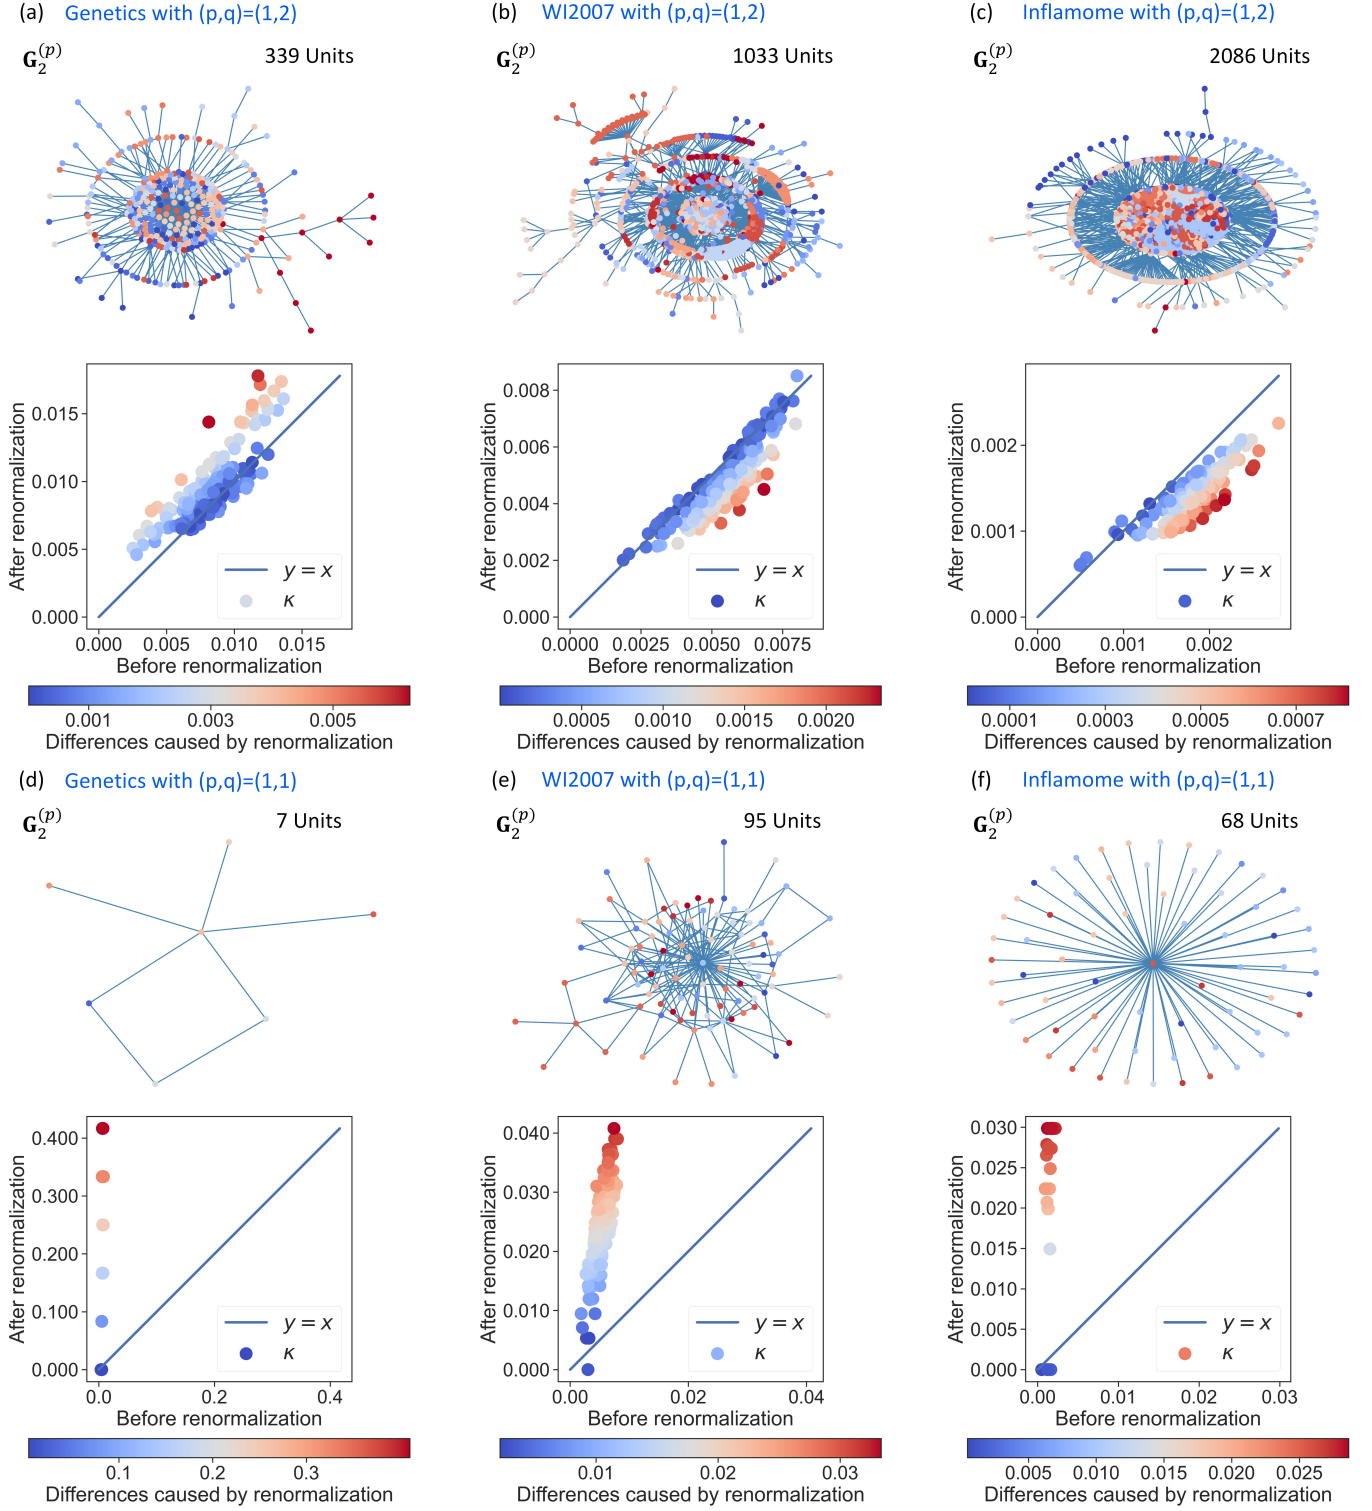 (a) Genetics with (p,q)=(1,2)
G₂⁽ᵖ⁾ 339 Units
0.015
0.010
0.005
0.000
After renormalization
y = x
κ
0.000 0.005 0.010 0.015
Before renormalization
0.001 0.003 0.005
Differences caused by renormalization
(b) WI2007 with (p,q)=(1,2)
G₂⁽ᵖ⁾ 1033 Units
0.008
0.006
0.004
0.002
0.000
After renormalization
y = x
κ
0.0000 0.0025 0.0050 0.0075
Before renormalization
0.0005 0.0010 0.0015 0.0020
Differences caused by renormalization
(c) Inflamome with (p,q)=(1,2)
G₂⁽ᵖ⁾ 2086 Units
0.002
0.001
0.000
After renormalization
y = x
κ
0.000 0.001 0.002
Before renormalization
0.0001 0.0003 0.0005 0.0007
Differences caused by renormalization
(d) Genetics with (p,q)=(1,1)
G₂⁽ᵖ⁾ 7 Units
0.400
0.300
0.200
0.100
0.000
After renormalization
y = x
κ
0.0 0.2 0.4
Before renormalization
0.1 0.2 0.3
Differences caused by renormalization
(e) WI2007 with (p,q)=(1,1)
G₂⁽ᵖ⁾ 95 Units
0.040
0.030
0.020
0.010
0.000
After renormalization
y = x
κ
0.00 0.02 0.04
Before renormalization
0.01 0.02 0.03
Differences caused by renormalization
(f) Inflamome with (p,q)=(1,1)
G₂⁽ᵖ⁾ 68 Units
0.030
0.025
0.020
0.015
0.010
0.005
0.000
After renormalization
y = x
κ
0.00 0.01 0.02 0.03
Before renormalization
0.005 0.010 0.015 0.020 0.025
Differences caused by renormalization